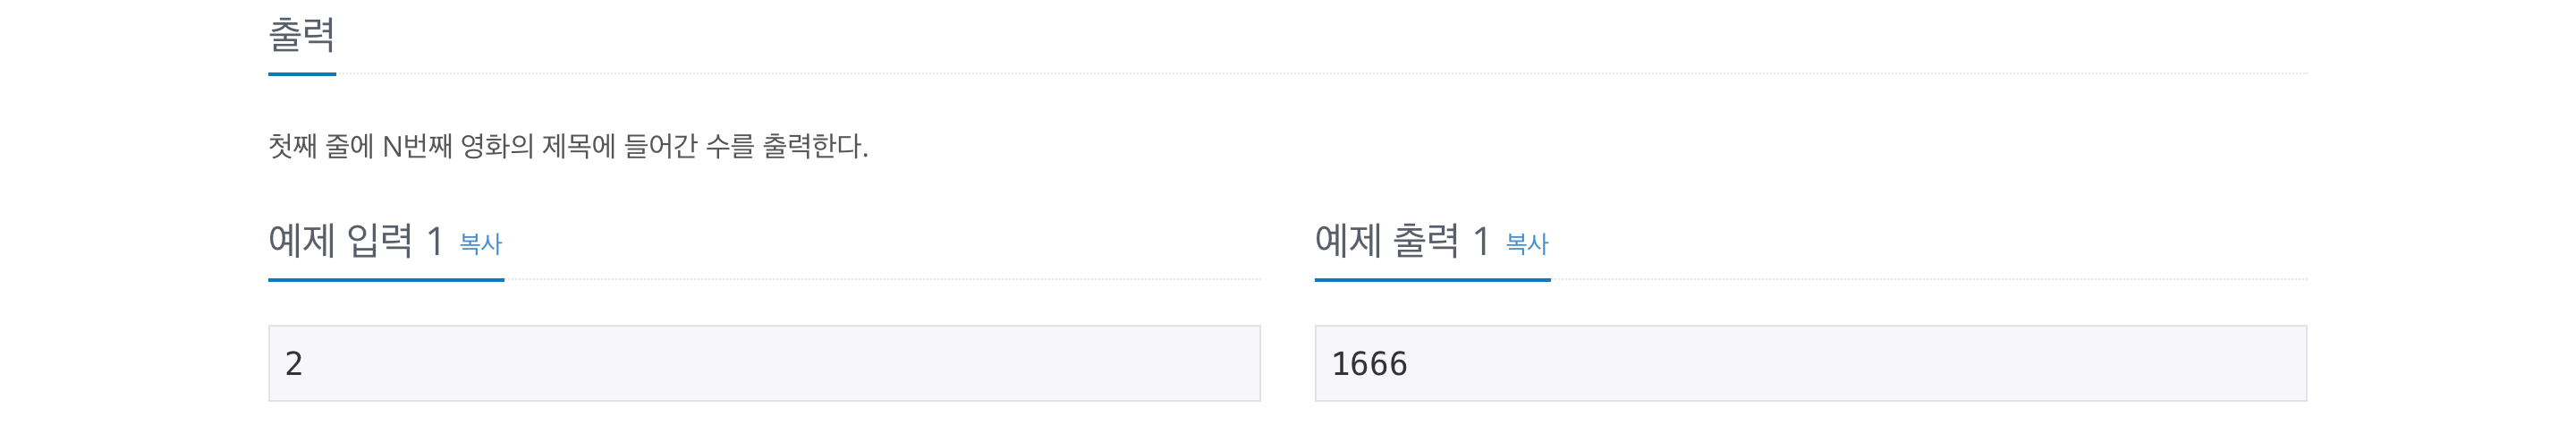 출력
첫째 줄에 N번째 영화의 제목에 들어간 수를 출력한다.
예제 입력 1 복사
2
예제 출력 1 복사
1666